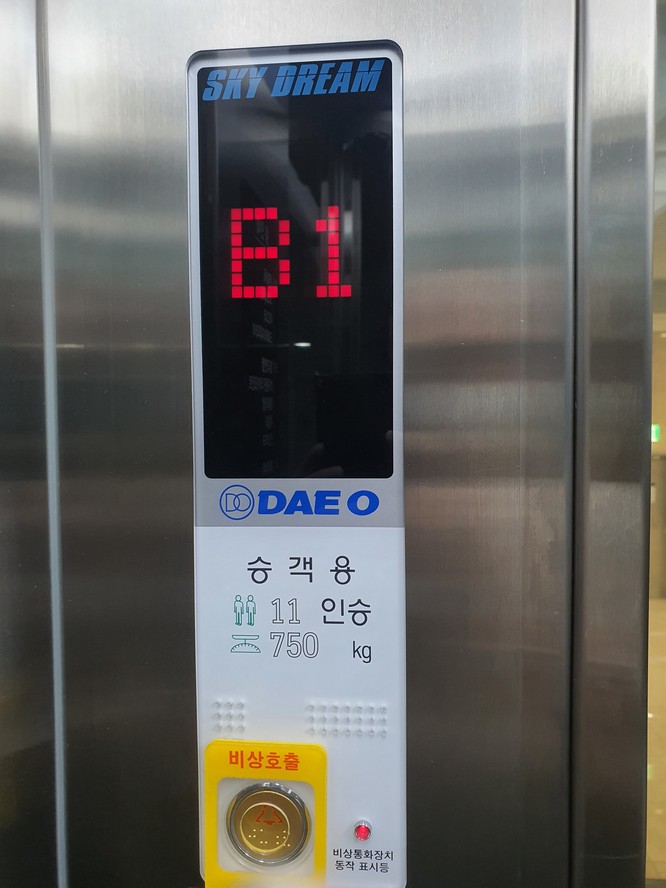 SKY DREAM
B1
DAE O
승객용
11 인승
750 kg
비상호출
비상통화장치
동작 표시등